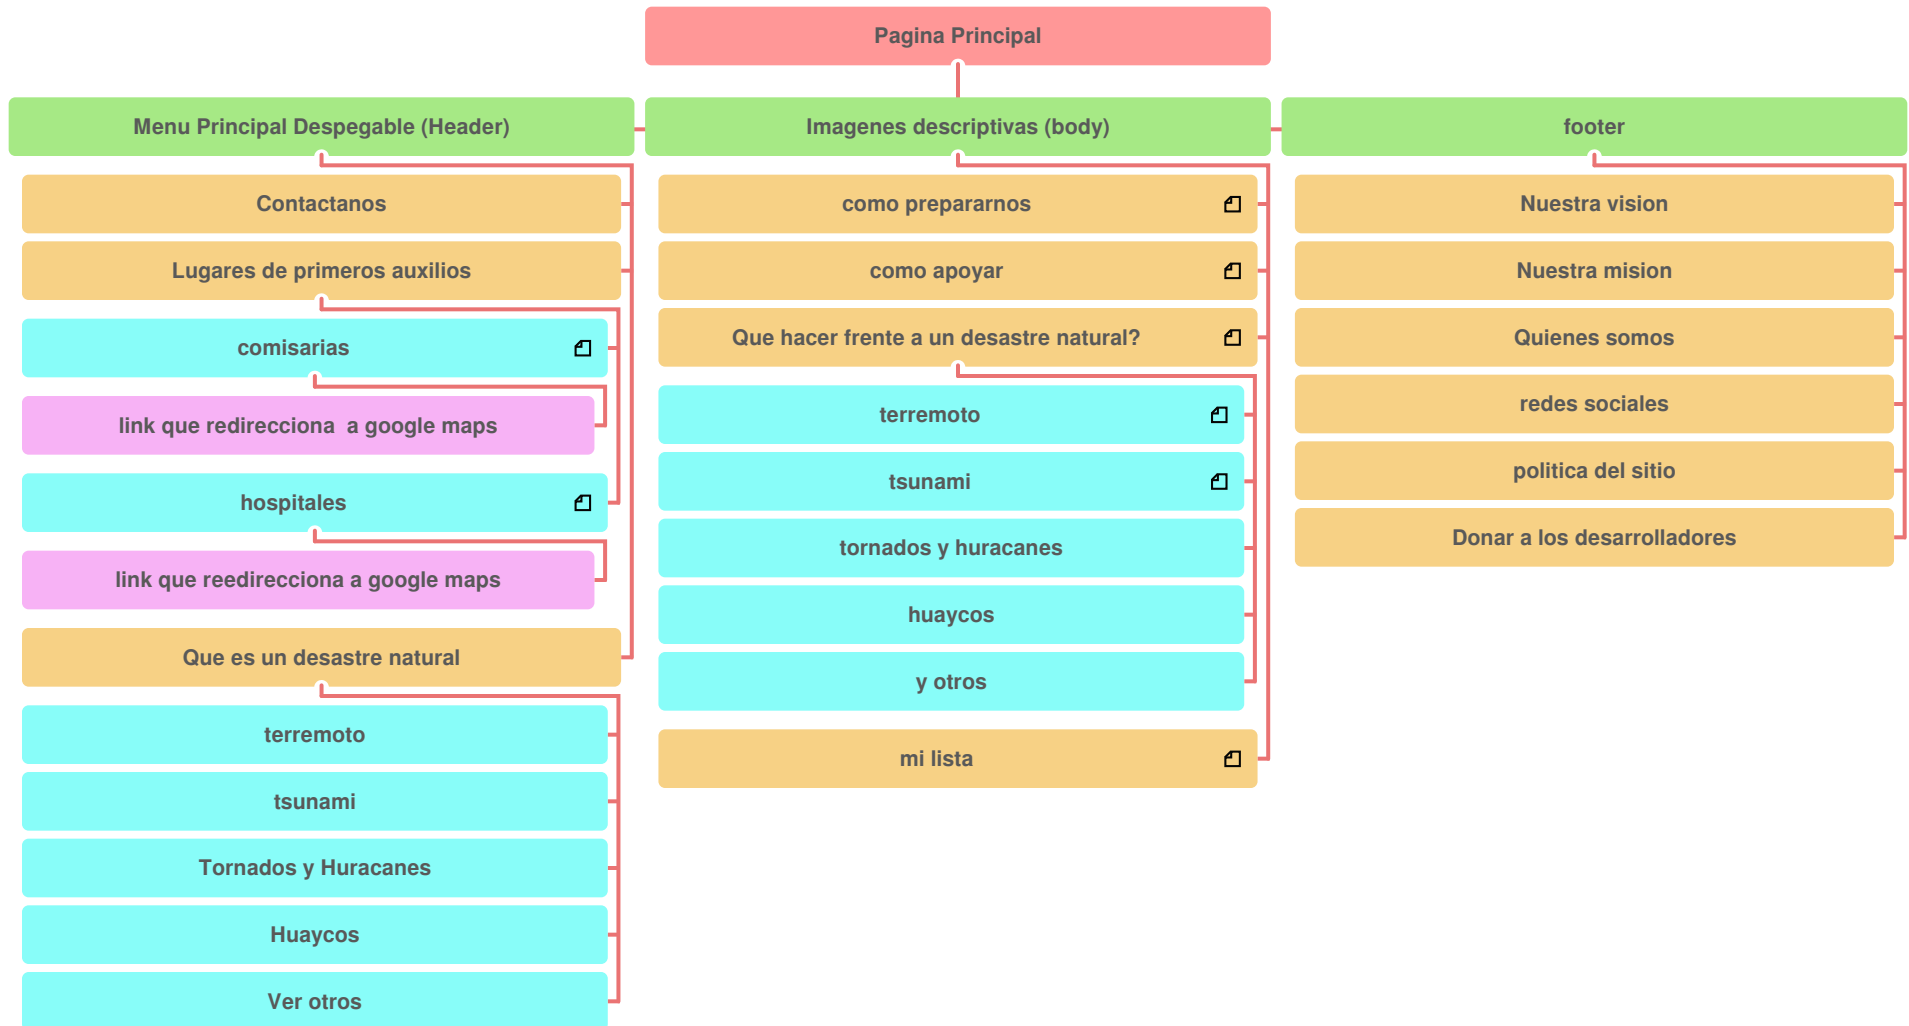 Pagina Principal
Menu Principal Despegable (Header)
Contactanos
Lugares de primeros auxilios
comisarias
link que redirecciona  a google maps
hospitales
link que reedirecciona a google maps
Que es un desastre natural
terremoto
tsunami
Tornados y Huracanes
Huaycos
Ver otros
Imagenes descriptivas (body)
como prepararnos
como apoyar
Que hacer frente a un desastre natural?
terremoto
tsunami
tornados y huracanes
huaycos
y otros
mi lista
footer
Nuestra vision
Nuestra mision
Quienes somos
redes sociales
politica del sitio
Donar a los desarrolladores